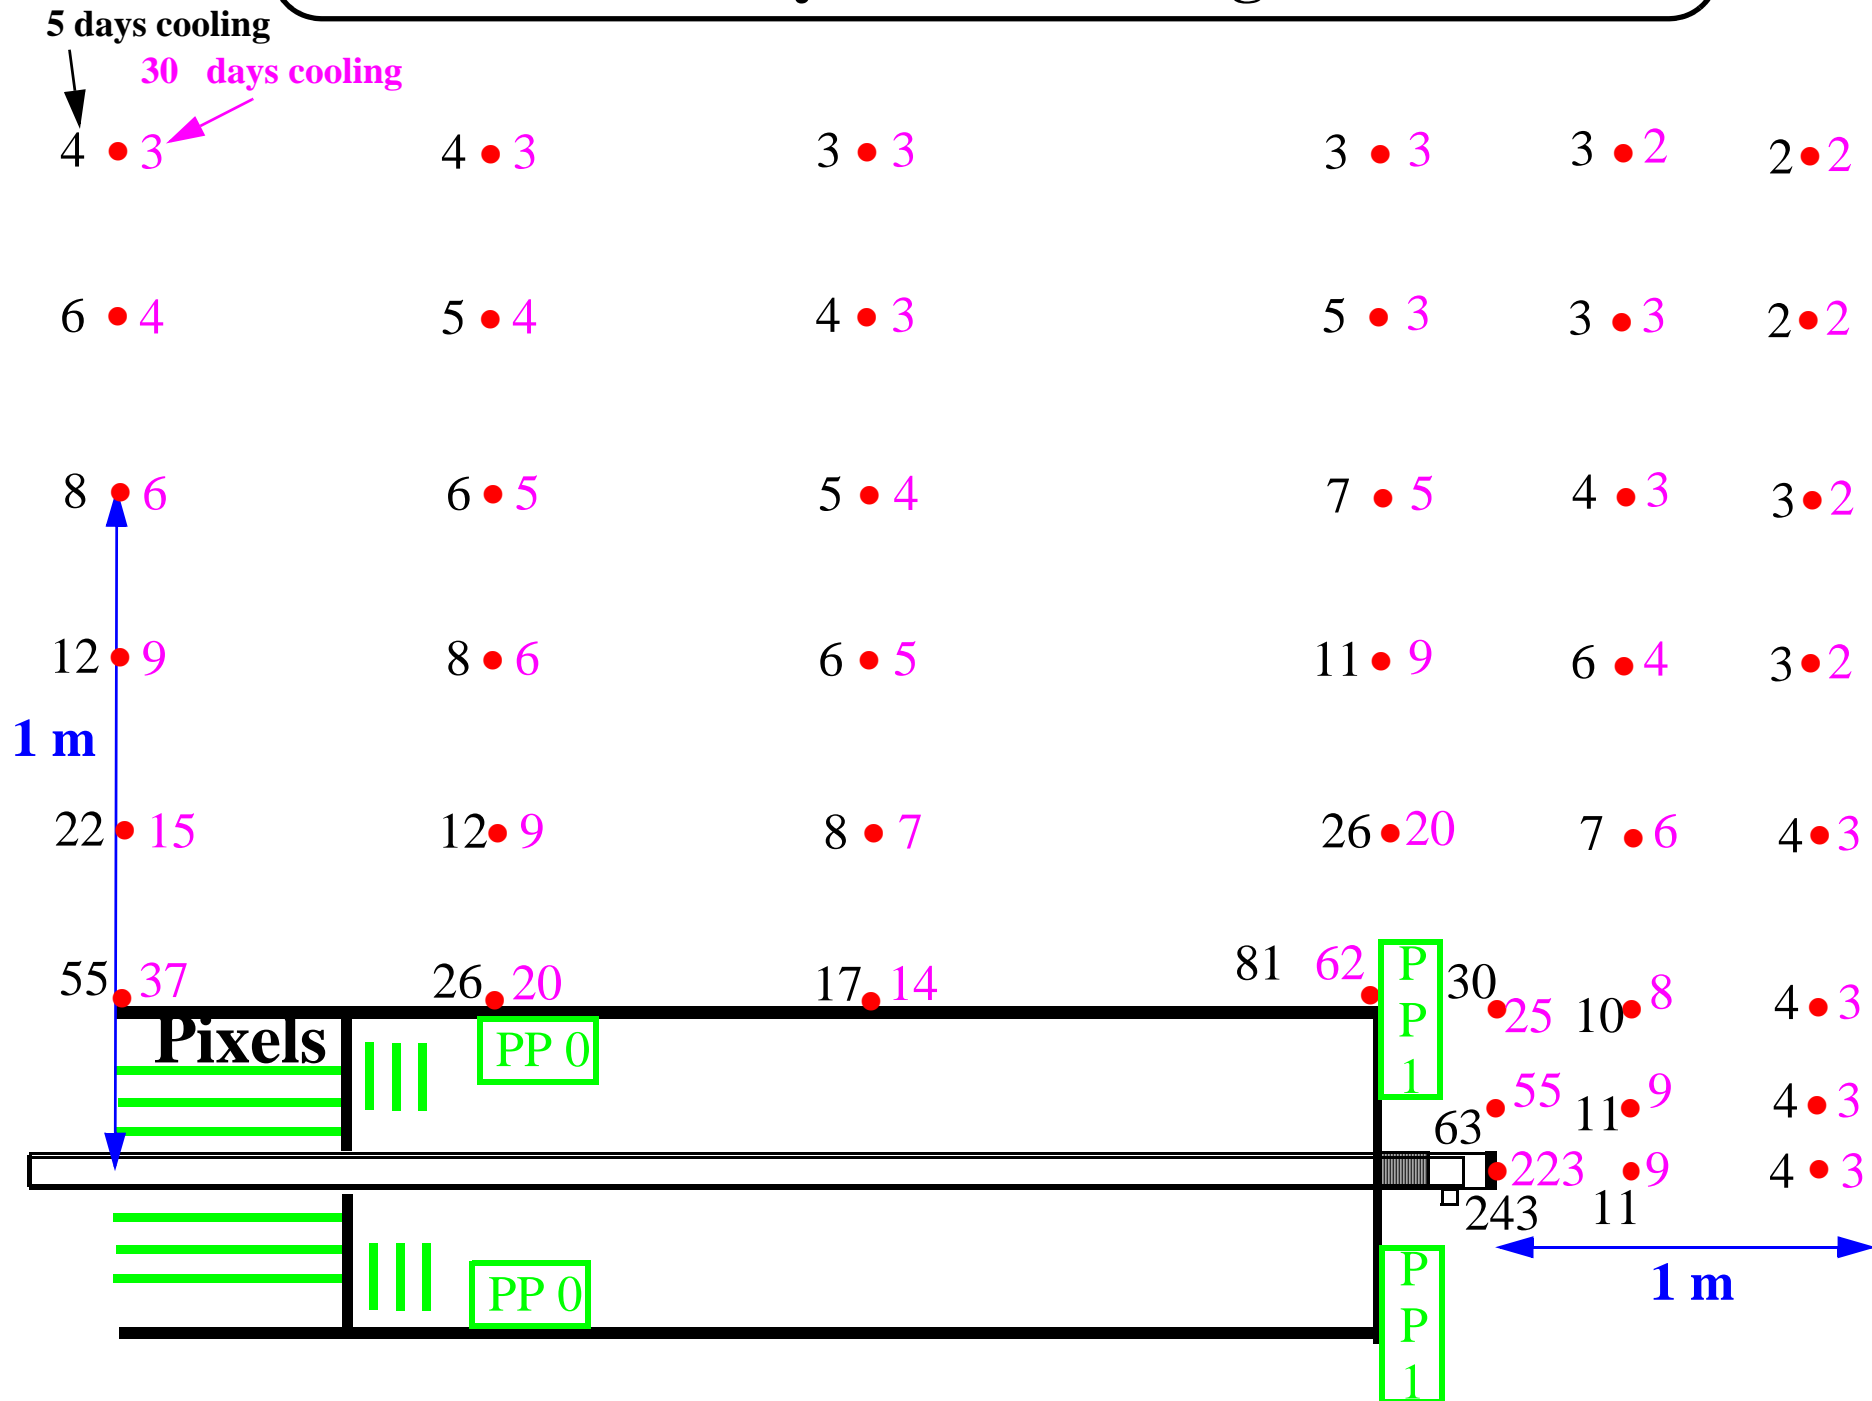 5 days cooling
30 days cooling
4 3 4 3 3 3 3 3 3 2 2 2
6 4 5 4 4 3 5 3 3 3 2 2
8 6 6 5 5 4 7 5 4 3 3 2
12 9 8 6 6 5 11 9 6 4 3 2
1 m
22 15 12 9 8 7 26 20 7 6 4 3
55 37 26 20 17 14 81 62 30 25 10 8 4 3
Pixels
PP 0
P
P
1
63 55 11 9 4 3
243 223 11 9 4 3
1 m
PP 0
P
P
1